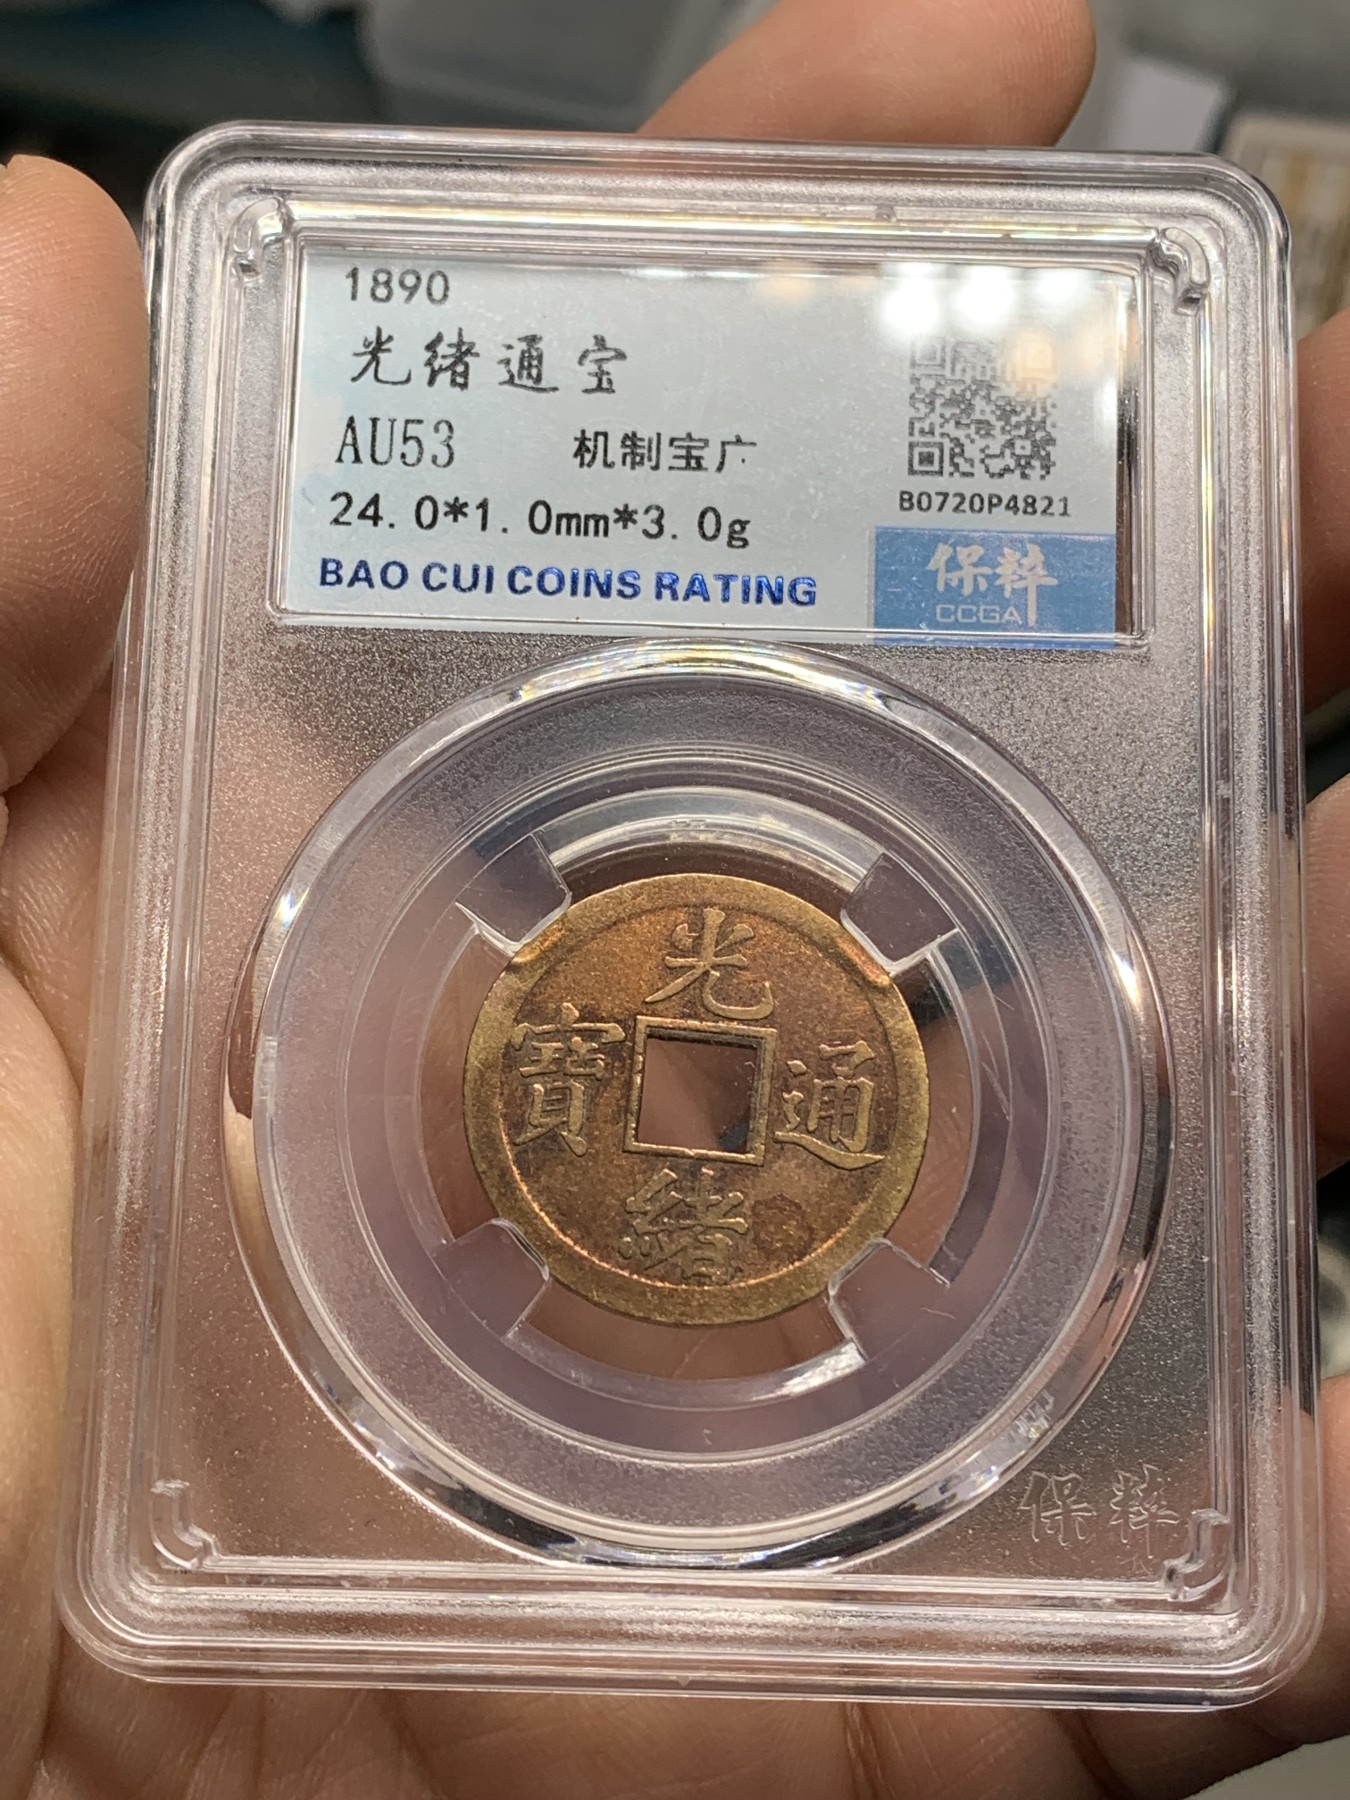 1890
光绪通宝
AU53 机制宝广
24.0*1.0mm*3.0g
BAO CUI COINS RATING
B0720P4821
保粹
CCGA
光
寶 通
緒
保粹